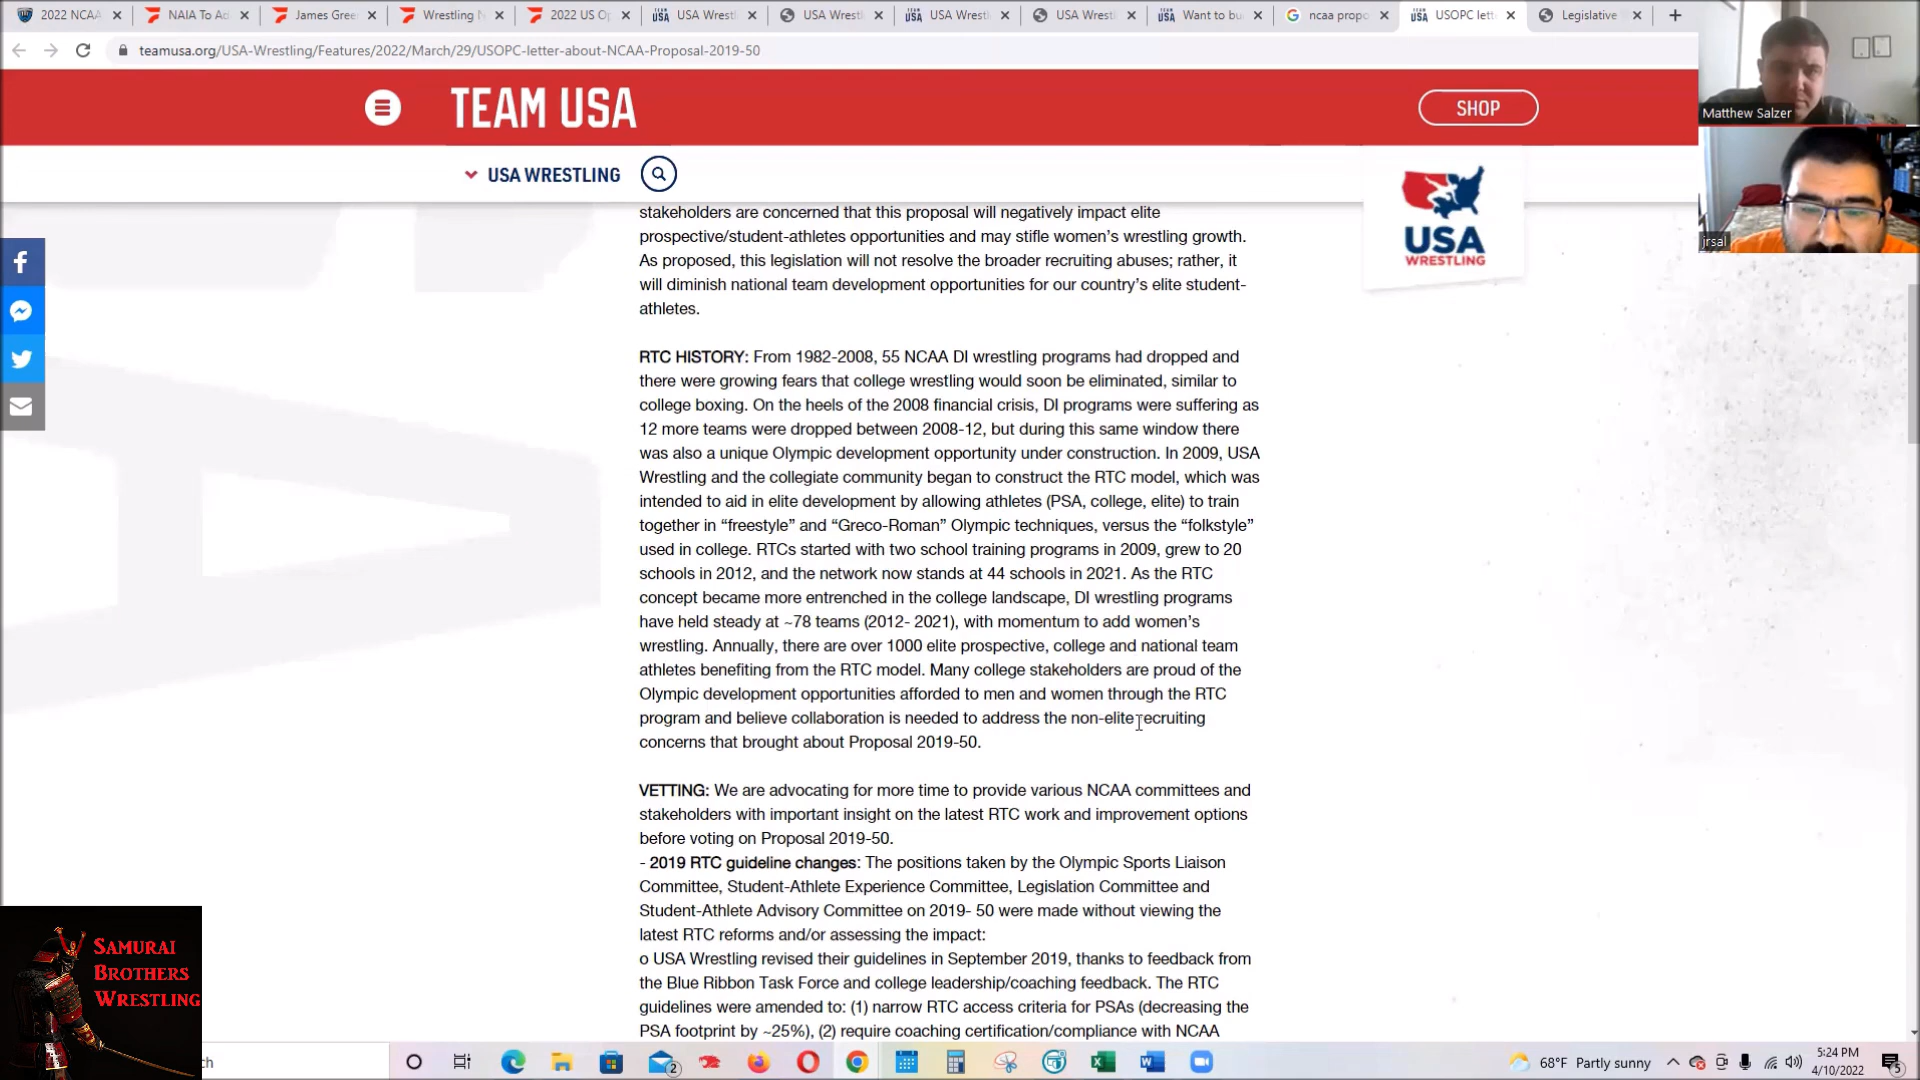 2022 NCAA
NAIA To Ad
James Gree
Wrestling N
2022 US Op
USA Wrestl
USA Wrestl
USA Wrestl
USA Wrestl
Want to bu
ncaa propo
USOPC lett
Legislative
teamusa.org/USA-Wrestling/Features/2022/March/29/USOPC-letter-about-NCAA-Proposal-2019-50
TEAM USA
SHOP
Matthew Salzer
USA WRESTLING
USA
WRESTLING
jrsal
stakeholders are concerned that this proposal will negatively impact elite
prospective/student-athletes opportunities and may stifle women's wrestling growth.
As proposed, this legislation will not resolve the broader recruiting abuses; rather, it
will diminish national team development opportunities for our country's elite student-
athletes.
RTC HISTORY: From 1982-2008, 55 NCAA DI wrestling programs had dropped and
there were growing fears that college wrestling would soon be eliminated, similar to
college boxing. On the heels of the 2008 financial crisis, DI programs were suffering as
12 more teams were dropped between 2008-12, but during this same window there
was also a unique Olympic development opportunity under construction. In 2009, USA
Wrestling and the collegiate community began to construct the RTC model, which was
intended to aid in elite development by allowing athletes (PSA, college, elite) to train
together in “freestyle” and “Greco-Roman” Olympic techniques, versus the “folkstyle”
used in college. RTCs started with two school training programs in 2009, grew to 20
schools in 2012, and the network now stands at 44 schools in 2021. As the RTC
concept became more entrenched in the college landscape, DI wrestling programs
have held steady at ~78 teams (2012- 2021), with momentum to add women's
wrestling. Annually, there are over 1000 elite prospective, college and national team
athletes benefiting from the RTC model. Many college stakeholders are proud of the
Olympic development opportunities afforded to men and women through the RTC
program and believe collaboration is needed to address the non-elite recruiting
concerns that brought about Proposal 2019-50.
VETTING: We are advocating for more time to provide various NCAA committees and
stakeholders with important insight on the latest RTC work and improvement options
before voting on Proposal 2019-50.
- 2019 RTC guideline changes: The positions taken by the Olympic Sports Liaison
Committee, Student-Athlete Experience Committee, Legislation Committee and
Student-Athlete Advisory Committee on 2019- 50 were made without viewing the
latest RTC reforms and/or assessing the impact:
o USA Wrestling revised their guidelines in September 2019, thanks to feedback from
the Blue Ribbon Task Force and college leadership/coaching feedback. The RTC
guidelines were amended to: (1) narrow RTC access criteria for PSAs (decreasing the
PSA footprint by ~25%), (2) require coaching certification/compliance with NCAA
SAMURAI
BROTHERS
WRESTLING
rch
2
68°F Partly sunny
5:24 PM
4/10/2022
5